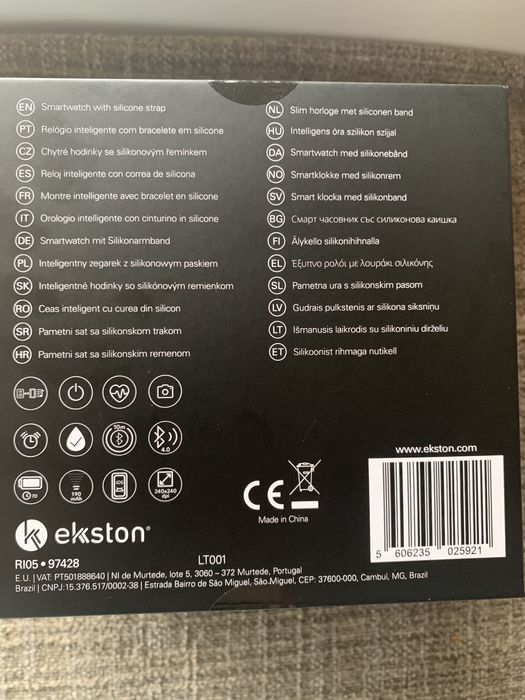 EN Smartwatch with silicone strap
PT Relógio inteligente com bracelete em silicone
CZ Chytré hodinky se silikonovým řemínkem
ES Reloj inteligente con correa de silicona
FR Montre intelligente avec bracelet en silicone
IT Orologio intelligente con cinturino in silicone
DE Smartwatch mit Silikonarmband
PL Inteligentny zegarek z silikonowym paskiem
SK Inteligentné hodinky so silikónovým remienkom
RO Ceas inteligent cu curea din silicon
SR Pametni sat sa silikonskom trakom
HR Pametni sat sa silikonskim remenom
NL Slim horloge met siliconen band
HU Intelligens óra szilikon szíjjal
DA Smartwatch med silikonebånd
NO Smartklokke med silikonrem
SV Smart klocka med silikonband
BG Смарт часовник със силиконова каишка
FI Älykello silikonihihnalla
EL Έξυπνο ρολόι με λουράκι σιλικόνης
SL Pametna ura s silikonskim pasom
LV Gudrais pulkstenis ar silikona siksniņu
LT Išmanusis laikrodis su silikoniniu dirželiu
ET Silikoonist rihmaga nutikell
10m
4.0
70
190
mAh
iOS
240x240
dpi
CE
Made in China
www.ekston.com
5 606235 025921
ekston®
RI05 • 97428
LT001
E.U. | VAT: PT501888640 | NI de Murtede, lote 5, 3060 – 372 Murtede, Portugal
Brazil | CNPJ:15.376.517/0002-38 | Estrada Bairro de São Miguel, São.Miguel, CEP: 37600-000, Cambuí, MG, Brazil